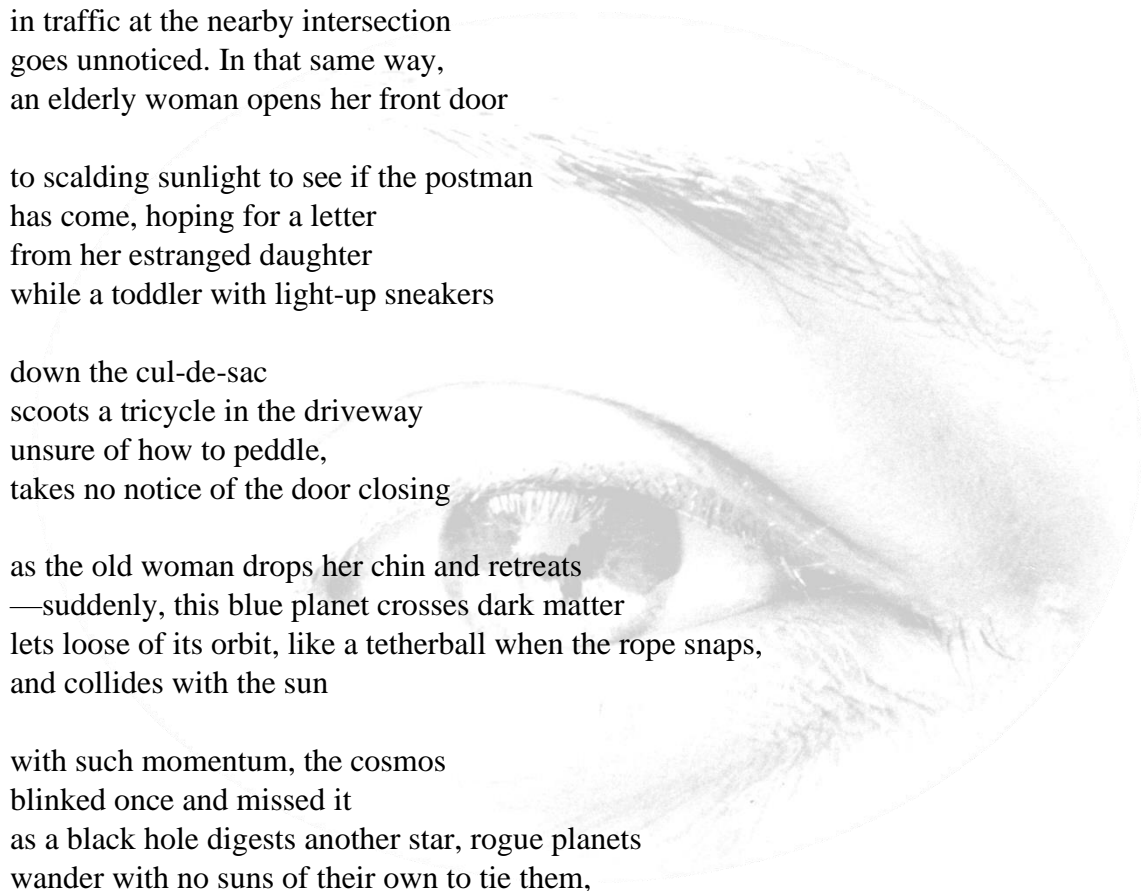 in traffic at the nearby intersection
goes unnoticed. In that same way,
an elderly woman opens her front door
to scalding sunlight to see if the postman
has come, hoping for a letter
from her estranged daughter
while a toddler with light-up sneakers
down the cul-de-sac
scoots a tricycle in the driveway
unsure of how to peddle,
takes no notice of the door closing
as the old woman drops her chin and retreats
—suddenly, this blue planet crosses dark matter
lets loose of its orbit, like a tetherball when the rope snaps,
and collides with the sun
with such momentum, the cosmos
blinked once and missed it
as a black hole digests another star, rogue planets
wander with no suns of their own to tie them,